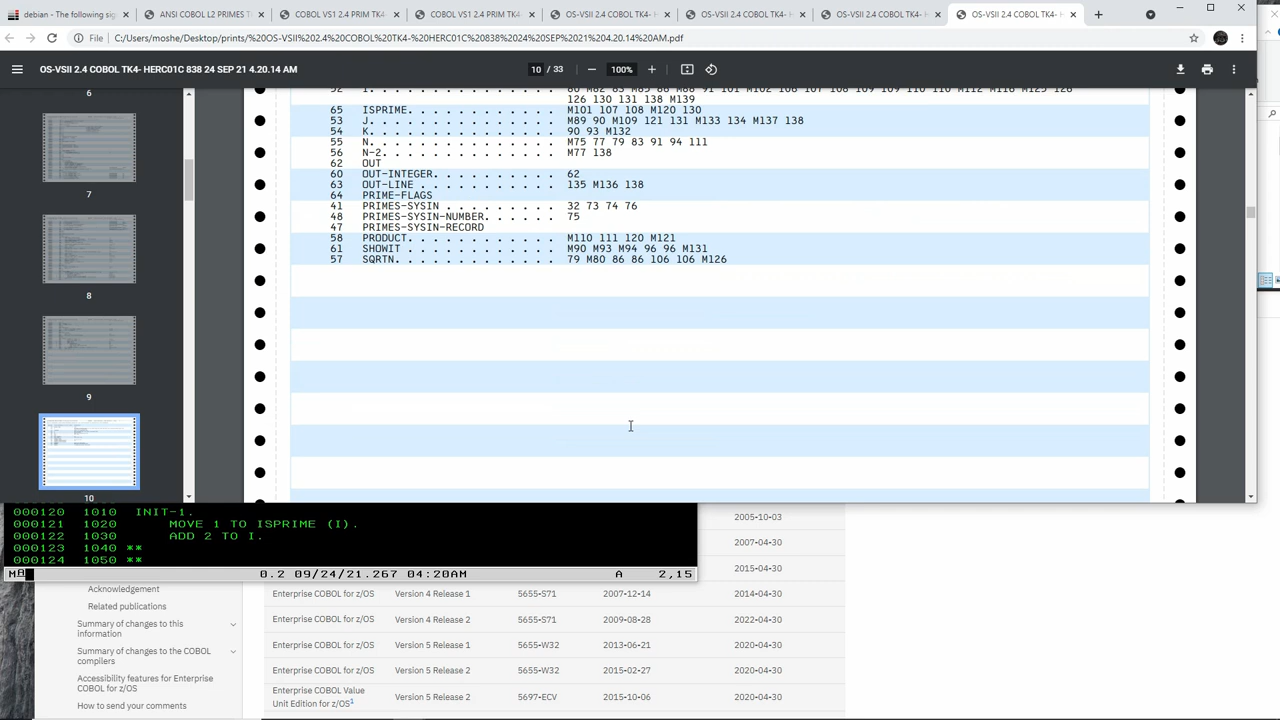 debian - The following sig
ANSI COBOL L2 PRIMES T
COBOL VS1 2.4 PRIM TK4
COBOL VS1 2.4 PRIM TK4
OS-VSII 2.4 COBOL TK4- H
OS-VSII 2.4 COBOL TK4-
OS-VSII 2.4 COBOL TK4-
File C:/Users/moshe/Desktop/prints/%20OS-VSII%202.4%20COBOL%20TK4-%20HERC01C%20838%2024%20SEP%2021%204.20.14%20AM.pdf
OS-VSII 2.4 COBOL TK4- HERC01C 838 24 SEP 21 4.20.14 AM
10 / 33
100%
6
7
8
9
10
126 130 131 138 M139
65 ISPRIME. . . . . . . . . . . . M101 107 108 M120 130
53 J. . . . . . . . . . . . . . . M89 90 M109 121 131 M133 134 M137 138
54 K. . . . . . . . . . . . . . . 93 M132
55 N. . . . . . . . . . . . . . . M75 77 79 83 91 94 111
56 N-2. . . . . . . . . . . . . . M77 138
62 OUT
60 OUT-INTEGER. . . . . . . . . . 62
63 OUT-LINE . . . . . . . . . . . 135 M136 138
64 PRIME-FLAGS
41 PRIMES-SYSIN . . . . . . . . . 32 73 74 76
48 PRIMES-SYSIN-NUMBER. . . . . . 75
47 PRIMES-SYSIN-RECORD
58 PRODUCT. . . . . . . . . . . . M110 111 120 M121
61 SHOWIT . . . . . . . . . . . . M90 M93 M94 96 96 M131
57 SQRTN. . . . . . . . . . . . . 79 M80 86 86 106 106 M126
000120 1010 INIT-1.
000121 1020 MOVE 1 TO ISPRIME (I).
000122 1030 ADD 2 TO I.
000123 1040 **
000124 1050 **
0.2 09/24/21.267 04:20AM A 2,15
Acknowledgement
Related publications
Summary of changes to this
information
Summary of changes to the COBOL
compilers
Accessibility features for Enterprise
COBOL for z/OS
How to send your comments
2005-10-03
2007-04-30
2015-04-30
Enterprise COBOL for z/OS Version 4 Release 1 5655-S71 2007-12-14 2014-04-30
Enterprise COBOL for z/OS Version 4 Release 2 5655-S71 2009-08-28 2022-04-30
Enterprise COBOL for z/OS Version 5 Release 1 5655-W32 2013-06-21 2020-04-30
Enterprise COBOL for z/OS Version 5 Release 2 5655-W32 2015-02-27 2020-04-30
Enterprise COBOL Value
Unit Edition for z/OS1 Version 5 Release 2 5697-ECV 2015-10-06 2020-04-30